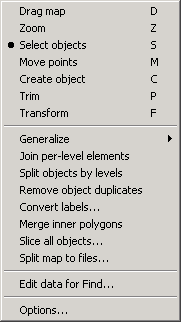 Drag map D
Zoom Z
Select objects S
Move points M
Create object C
Trim P
Transform F
Generalize
Join per-level elements
Split objects by levels
Remove object duplicates
Convert labels...
Merge inner polygons
Slice all objects...
Split map to files...
Edit data for Find...
Options...